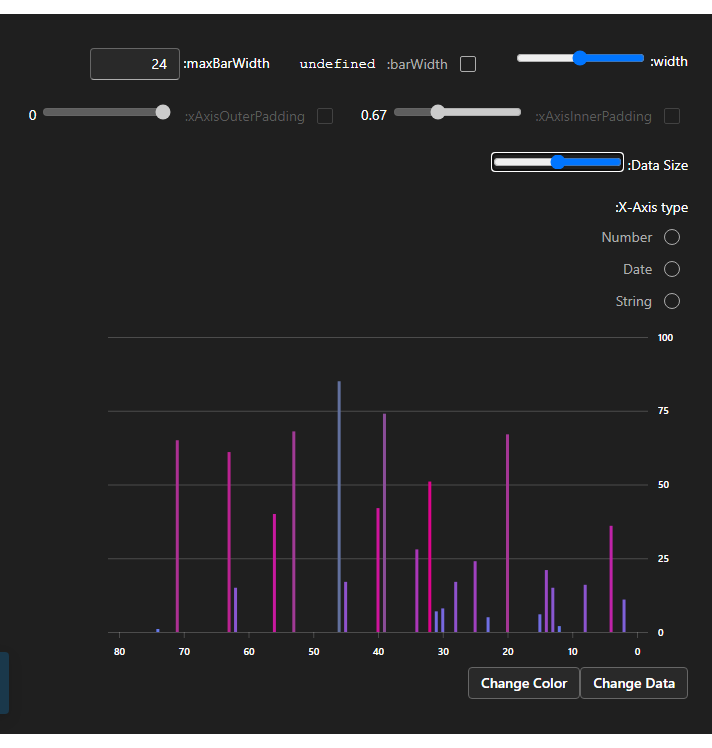 :width
undefined :barWidth
24 :maxBarWidth
:xAxisInnerPadding
0.67
:xAxisOuterPadding
0
:Data Size
:X-Axis type
Number
Date
String
100
75
50
25
0
80 70 60 50 40 30 20 10 0
Change Color Change Data